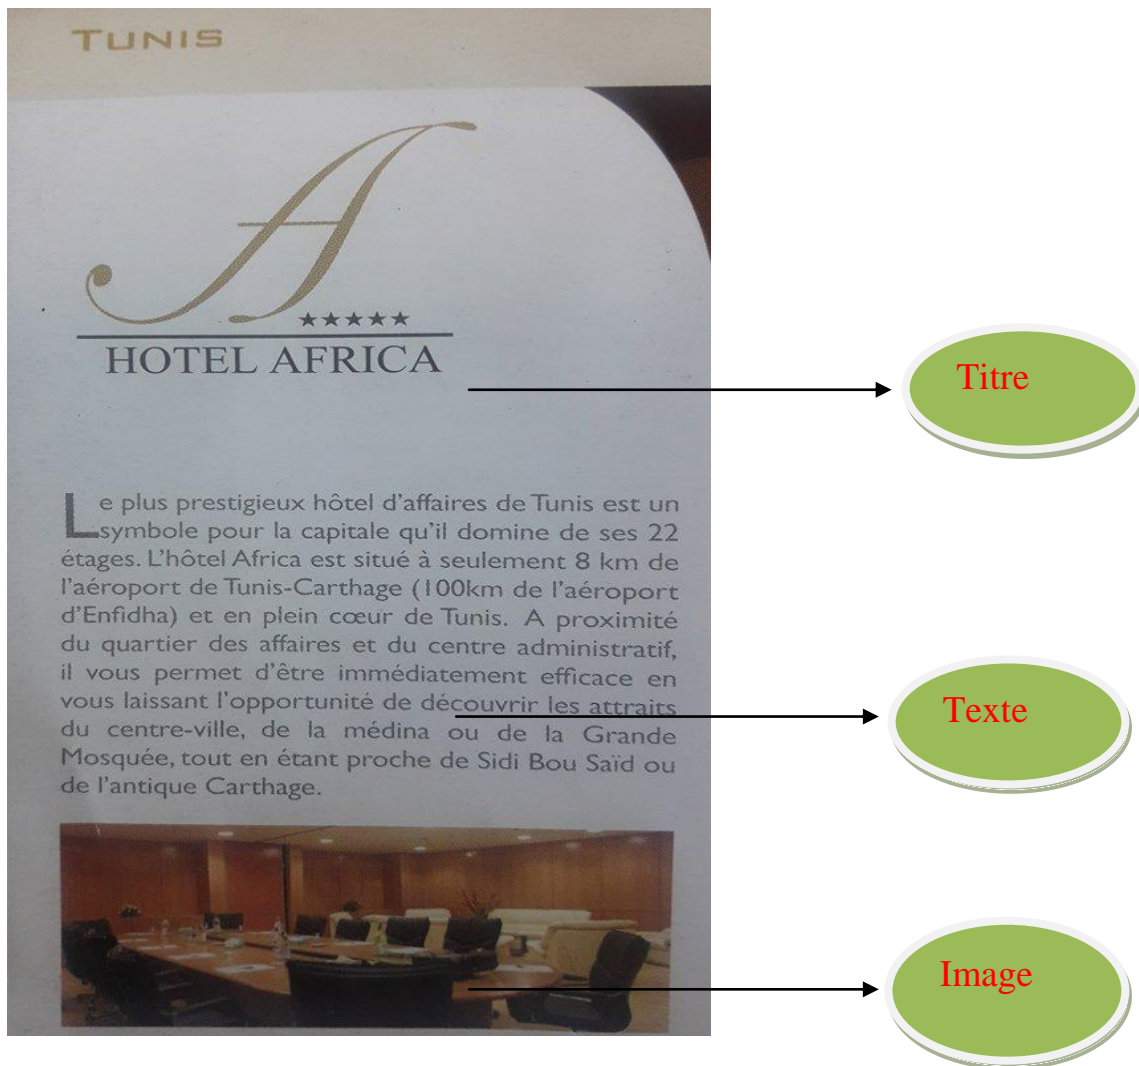 TUNIS
A
★★★★★
HOTEL AFRICA
Titre
Le plus prestigieux hôtel d'affaires de Tunis est un
symbole pour la capitale qu'il domine de ses 22
étages. L'hôtel Africa est situé à seulement 8 km de
l'aéroport de Tunis-Carthage (100km de l'aéroport
d'Enfidha) et en plein cœur de Tunis. A proximité
du quartier des affaires et du centre administratif,
il vous permet d'être immédiatement efficace en
vous laissant l'opportunité de découvrir les attraits
du centre-ville, de la médina ou de la Grande
Mosquée, tout en étant proche de Sidi Bou Saïd ou
de l'antique Carthage.
Texte
Image